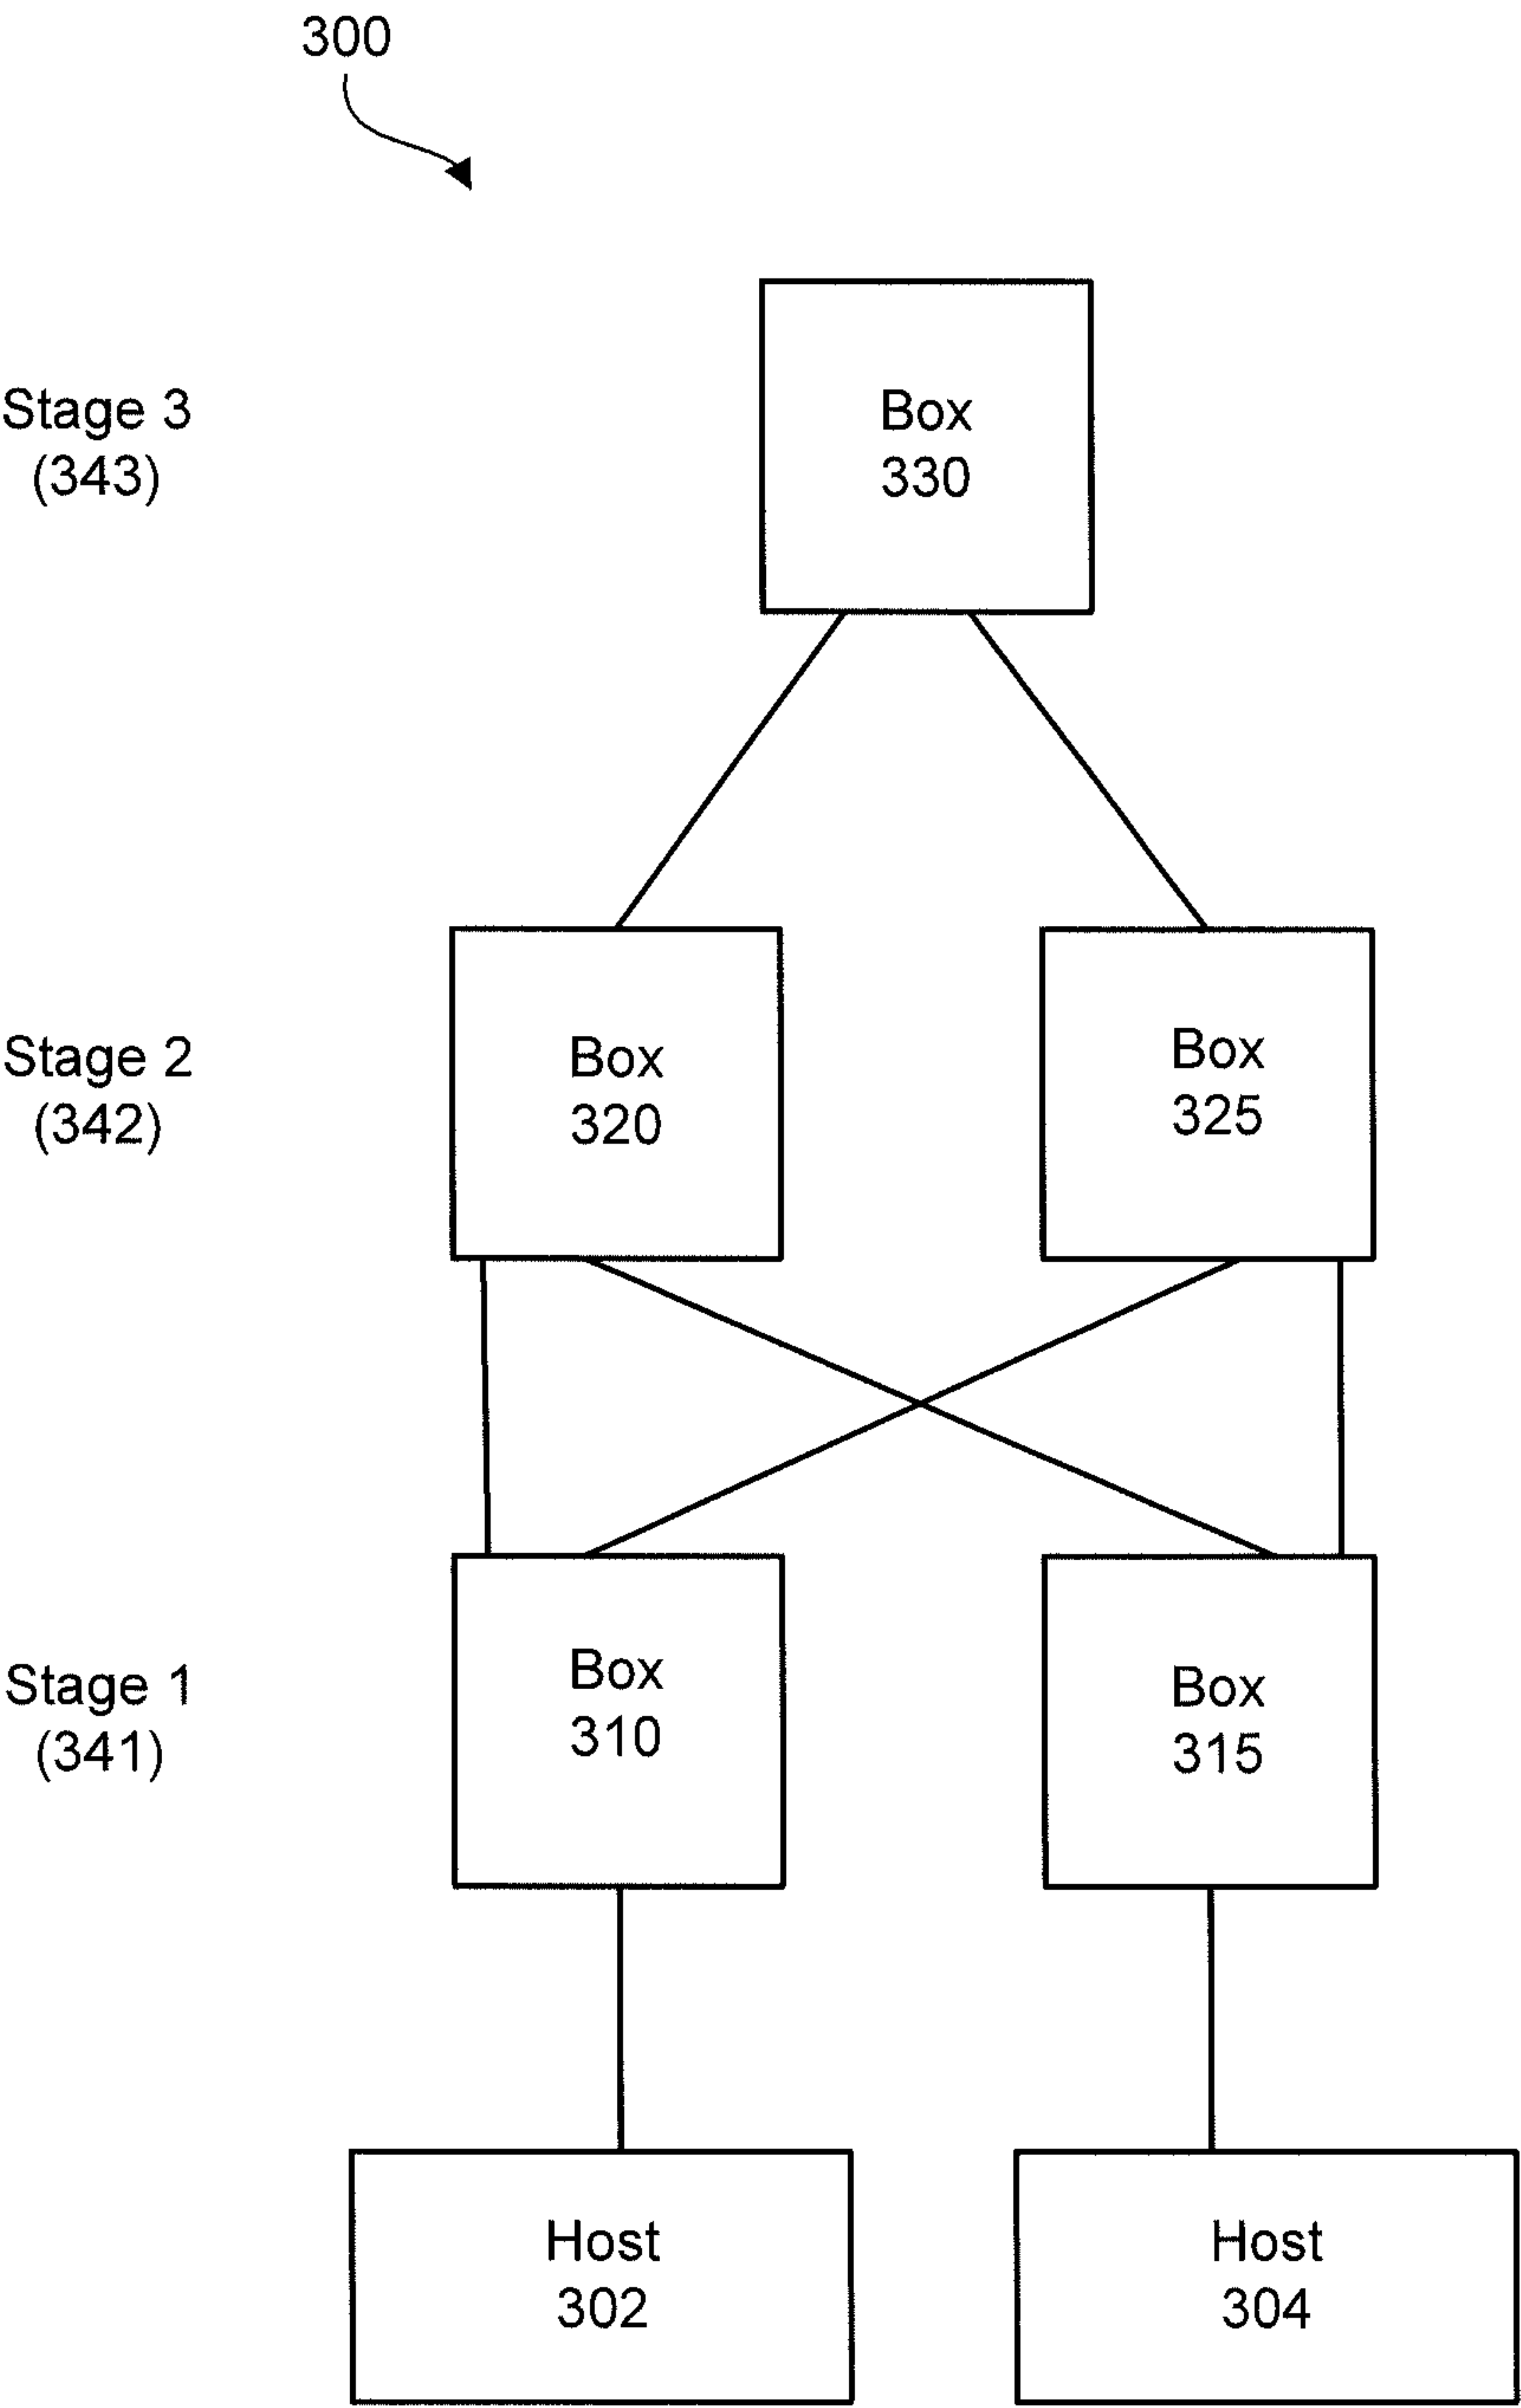 300
Stage 3
(343)
Box
330
Stage 2
(342)
Box
320
Box
325
Stage 1
(341)
Box
310
Box
315
Host
302
Host
304